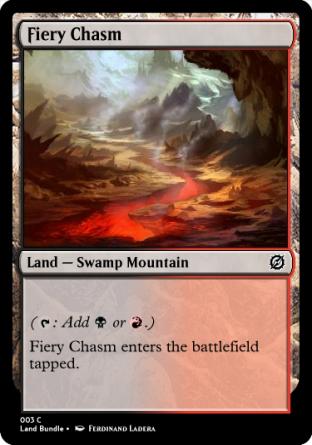 Fiery Chasm
Land — Swamp Mountain
( : Add or .)
Fiery Chasm enters the battlefield
tapped.
003 C
Land Bundle • Ferdinand Ladera